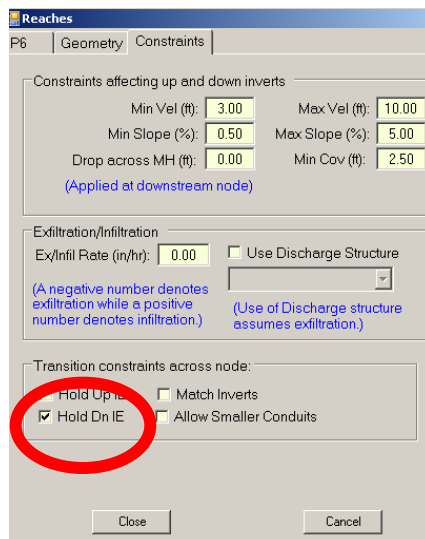 Reaches
P6 Geometry Constraints
Constraints affecting up and down inverts
Min Vel (ft): 3.00 Max Vel (ft): 10.00
Min Slope (%): 0.50 Max Slope (%): 5.00
Drop across MH (ft): 0.00 Min Cov (ft): 2.50
(Applied at downstream node)
Exfiltration/Infiltration
Ex/Infil Rate (in/hr): 0.00 Use Discharge Structure
(A negative number denotes
exfiltration while a positive
number denotes infiltration.)
(Use of Discharge structure
assumes exfiltration.)
Transition constraints across node:
Hold Up IE Match Inverts
Hold Dn IE Allow Smaller Conduits
Close Cancel